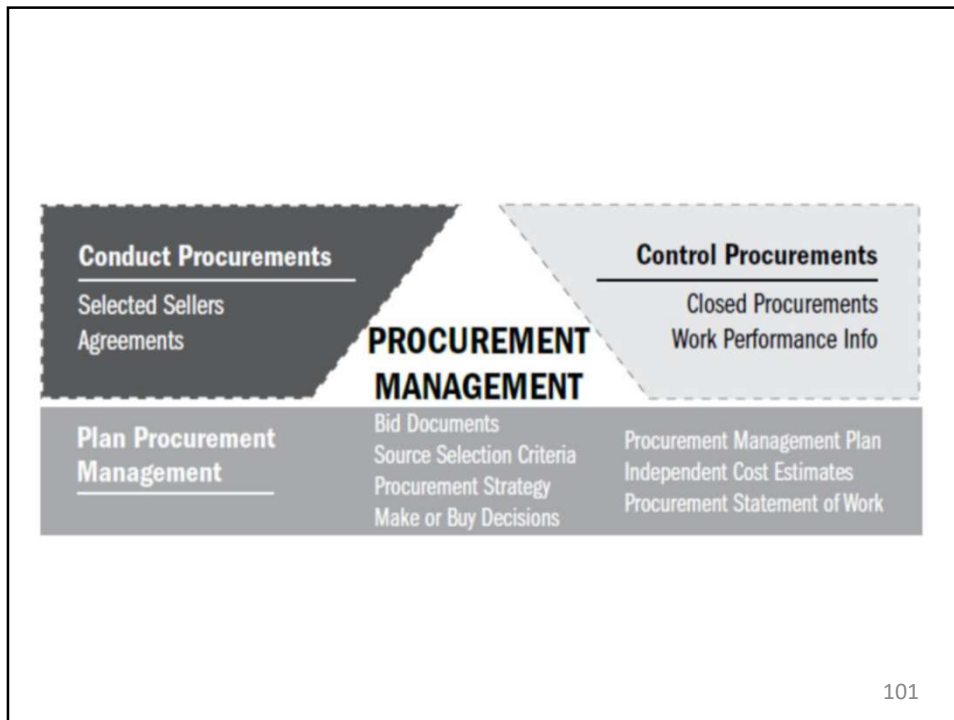 Conduct Procurements
Selected Sellers
Agreements
Control Procurements
Closed Procurements
Work Performance Info
PROCUREMENT
MANAGEMENT
Plan Procurement
Management
Bid Documents
Source Selection Criteria
Procurement Strategy
Make or Buy Decisions
Procurement Management Plan
Independent Cost Estimates
Procurement Statement of Work
101